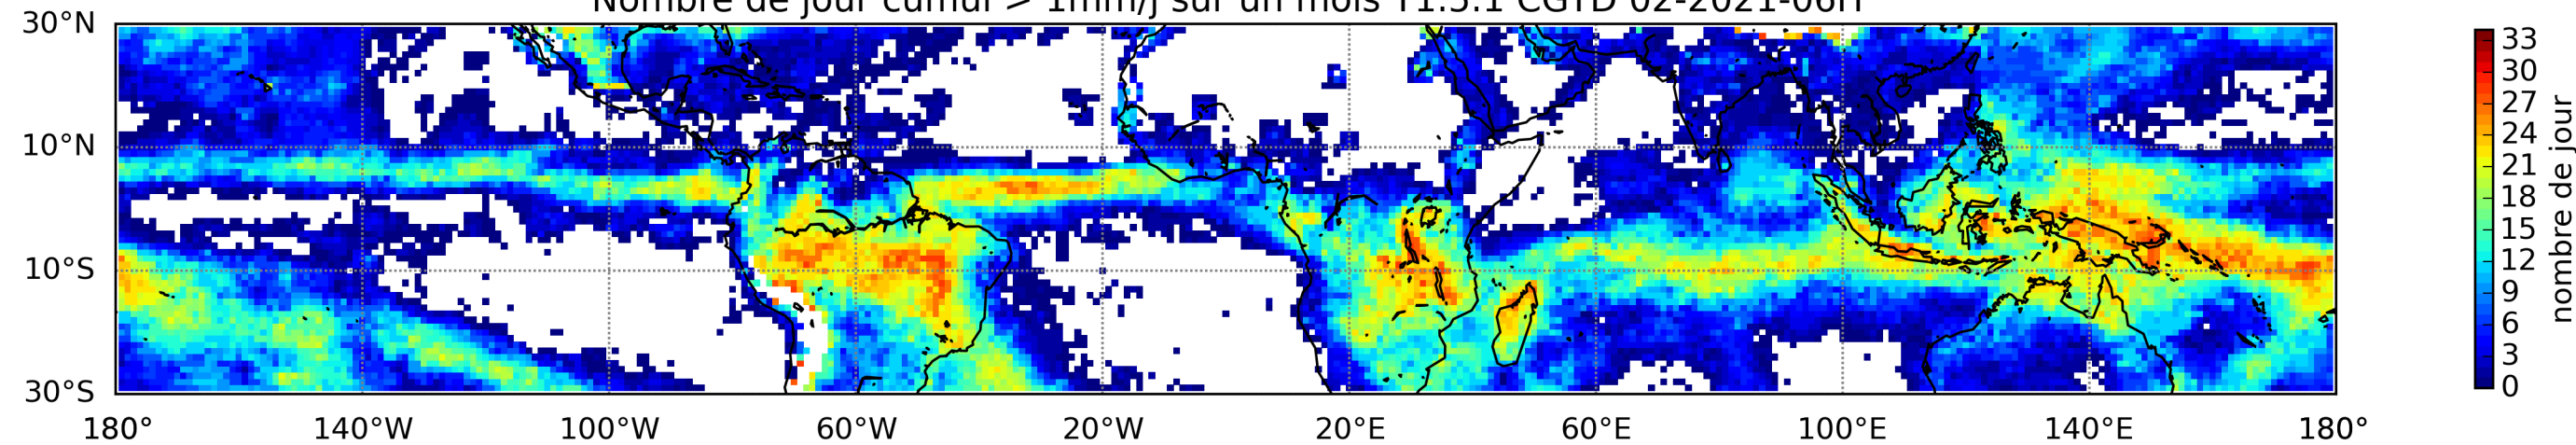 Nombre de jour cumul > 1mm/j sur un mois T1.5.1 CGTD 02-2021-06H
30°N
10°N
10°S
30°S
180° 140°W 100°W 60°W 20°W 20°E 60°E 100°E 140°E 180°
33
30
27
24
21
18
15
12
9
6
3
0
nombre de jour